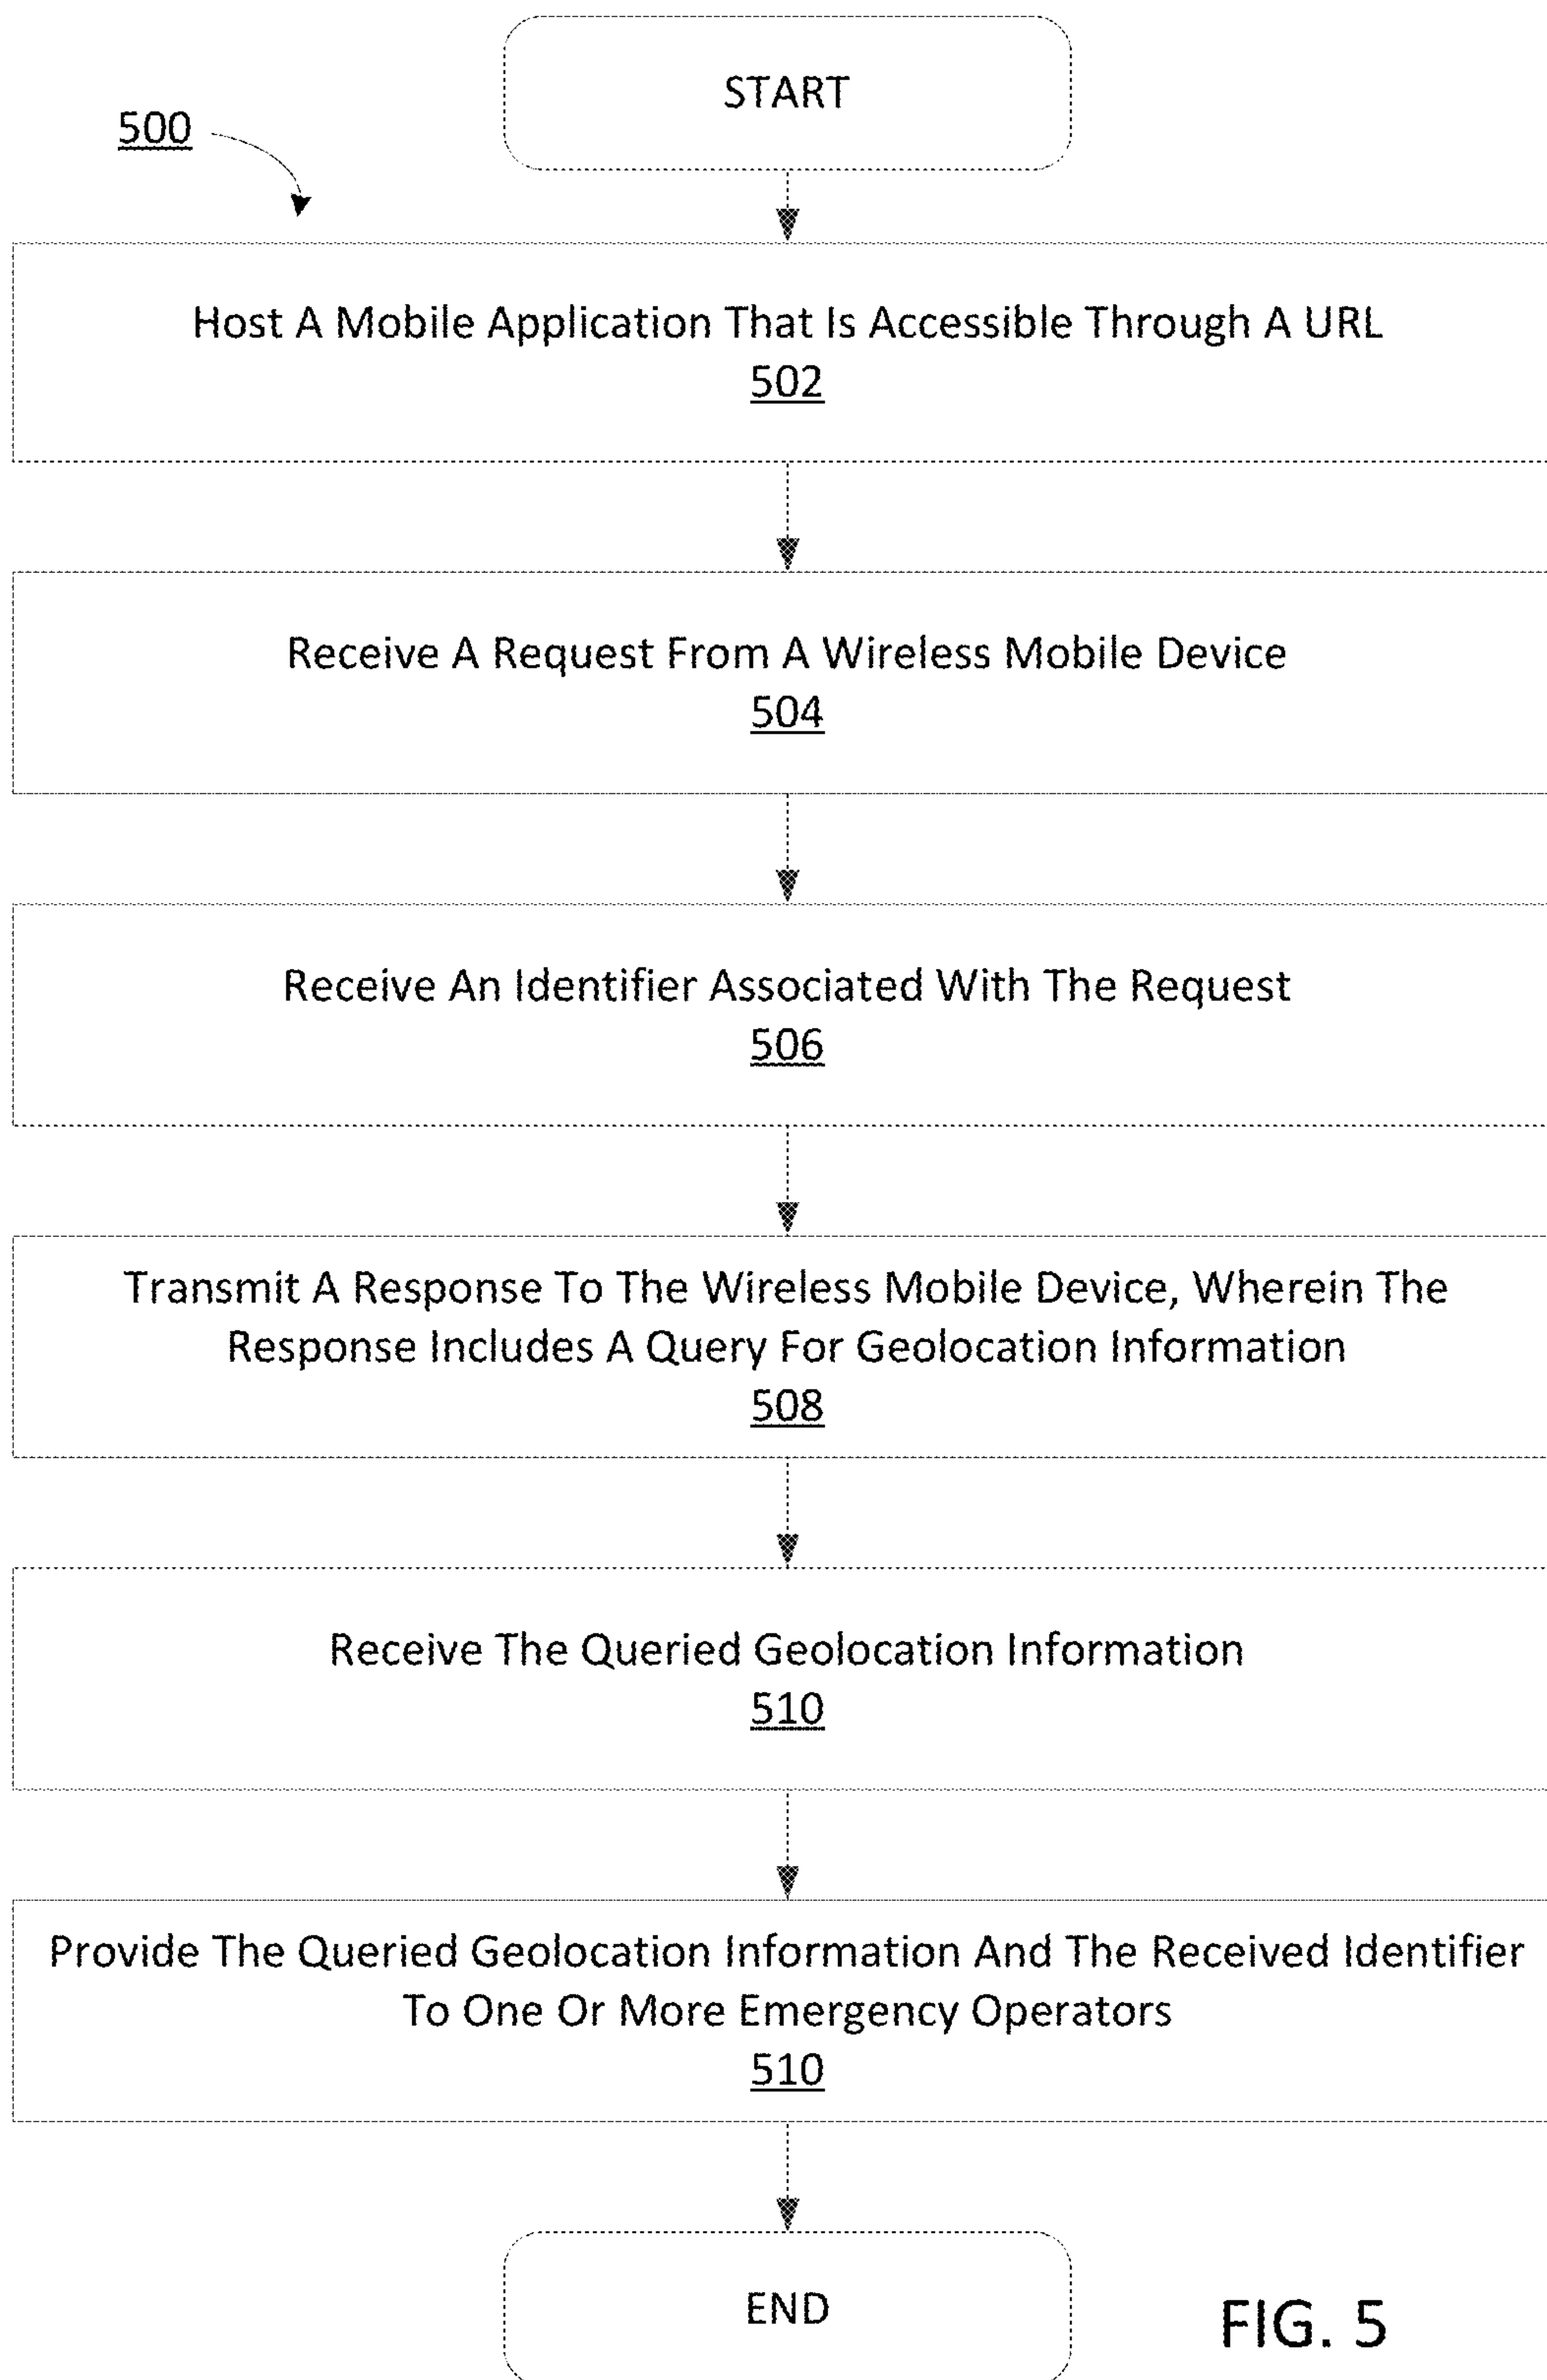 START
500
Host A Mobile Application That Is Accessible Through A URL
502
Receive A Request From A Wireless Mobile Device
504
Receive An Identifier Associated With The Request
506
Transmit A Response To The Wireless Mobile Device, Wherein The
Response Includes A Query For Geolocation Information
508
Receive The Queried Geolocation Information
510
Provide The Queried Geolocation Information And The Received Identifier
To One Or More Emergency Operators
510
END
FIG. 5